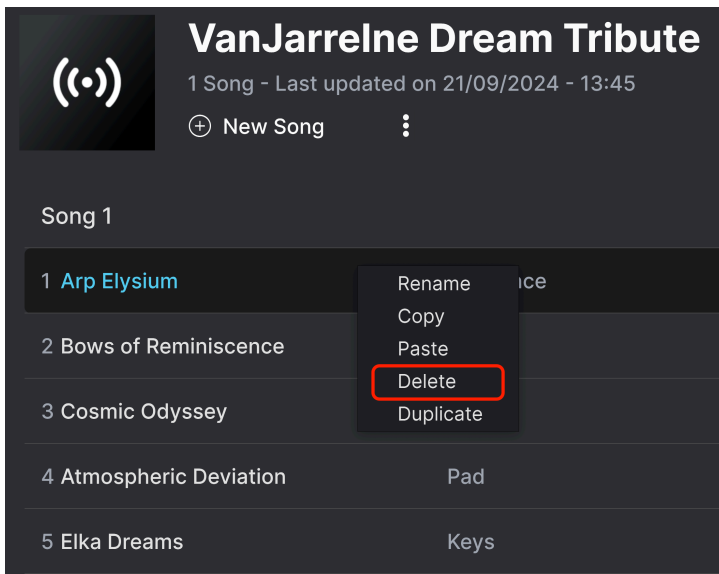 VanJarreIne Dream Tribute
1 Song - Last updated on 21/09/2024 - 13:45
New Song
Song 1
1 Arp Elysium
Rename
Copy
Paste
Delete
Duplicate
2 Bows of Reminiscence
3 Cosmic Odyssey
4 Atmospheric Deviation Pad
5 Elka Dreams Keys